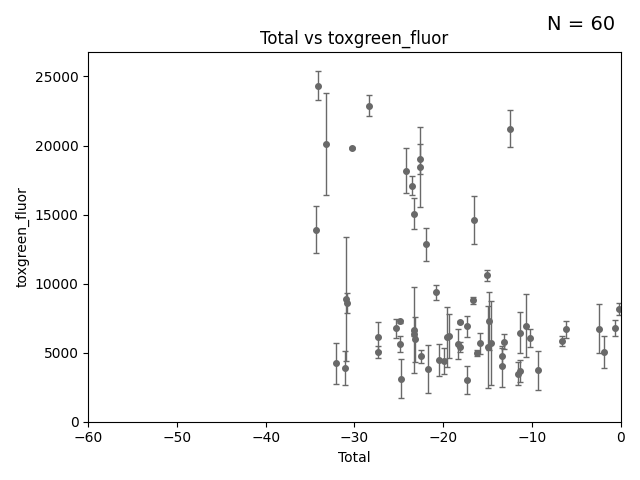 N = 60
Total vs toxgreen_fluor
25000
20000
15000
10000
5000
0
toxgreen_fluor
−60 −50 −40 −30 −20 −10 0
Total